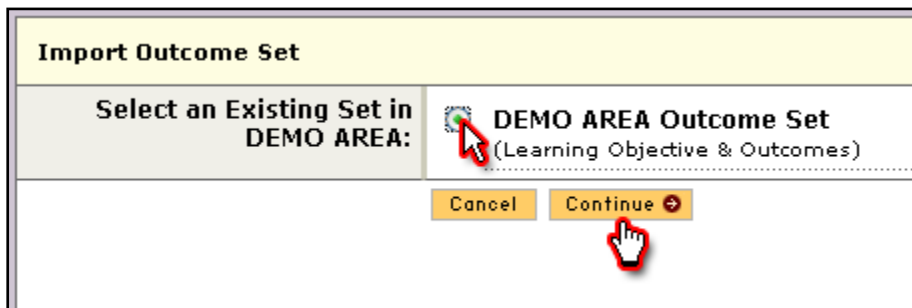 Import Outcome Set
Select an Existing Set in
DEMO AREA:
DEMO AREA Outcome Set
(Learning Objective & Outcomes)
Cancel
Continue